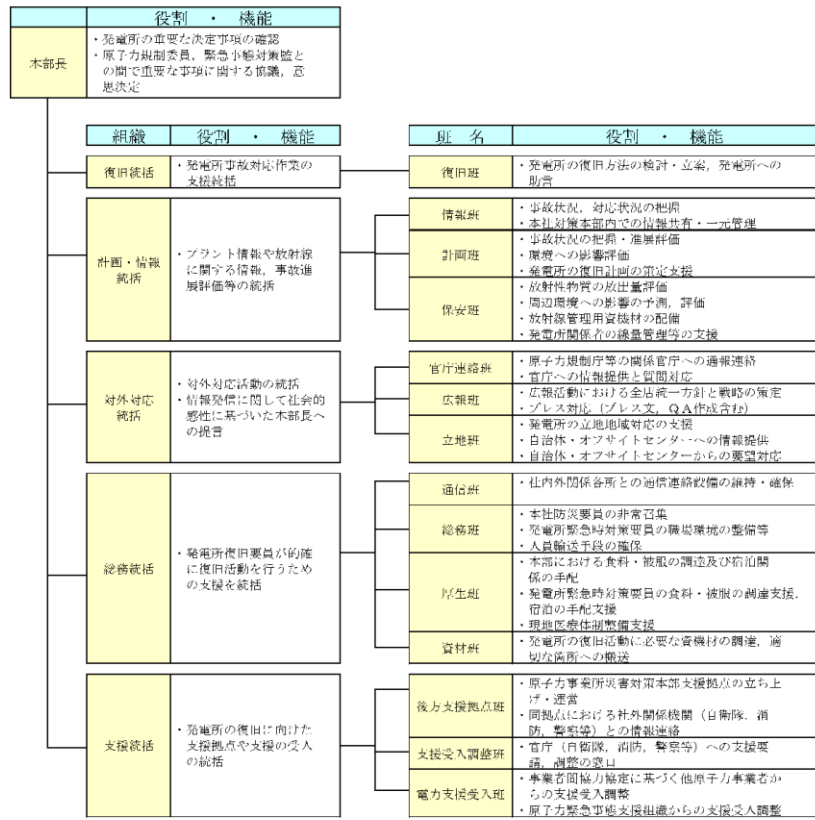 役割・機能
本部長
・発電所の重要な決定事項の確認
・原子力規制委員，緊急事態対策監と
の間で重要な事項に関する協議，意
思決定
組織
役割・機能
班名
役割・機能
復旧統括
・発電所事故対応作業の
支援統括
復旧班
・発電所の復旧方法の検討・立案，発電所への
助言
計画・情報
統括
・プラント情報や放射線
に関する情報，事故進
展評価等の統括
情報班
・事故状況，対応状況の把握
・本社対策本部内での情報共有・一元管理
計画班
・事故状況の把握・進展評価
・環境への影響評価
・発電所の復旧計画の策定支援
保安班
・放射性物質の放出量評価
・周辺環境への影響の予測，評価
・放射線管理用資機材の配備
・発電所関係者の線量管理等の支援
対外対応
統括
・対外対応活動の統括
・情報発信に関して社会的
感性に基づいた本部長へ
の提言
官庁連絡班
・原子力規制庁等の関係官庁への通報連絡
・官庁への情報提供と質問対応
広報班
・広報活動における全店統一方針と戦略の策定
・プレス対応（プレス文，ＱＡ作成含む）
立地班
・発電所の立地地域対応の支援
・自治体・オフサイトセンターへの情報提供
・自治体・オフサイトセンターからの要望対応
総務統括
・発電所復旧要員が的確
に復旧活動を行うため
の支援を統括
通信班
・社内外関係各所との通信連絡設備の維持・確保
総務班
・本社防災要員の非常召集
・発電所緊急時対策要員の職場環境の整備等
・人員輸送手段の確保
厚生班
・本部における食料・被服の調達及び宿泊関
係の手配
・発電所緊急時対策要員の食料・被服の調達支援，
宿泊の手配支援
・現地医療体制整備支援
資材班
・発電所の復旧活動に必要な資機材の調達，適
切な箇所への搬送
支援統括
・発電所の復旧に向けた
支援拠点や支援の受入
の統括
後方支援拠点班
・原子力事業所災害対策本部支援拠点の立ち上
げ・運営
・同拠点における社外関係機関（自衛隊，消
防，警察等）との情報連絡
支援受入調整班
・官庁（自衛隊，消防，警察等）への支援要
請，調整の窓口
電力支援受入班
・事業者間協力協定に基づく他原子力事業者か
らの支援受入調整
・原子力緊急事態支援組織からの支援受入調整